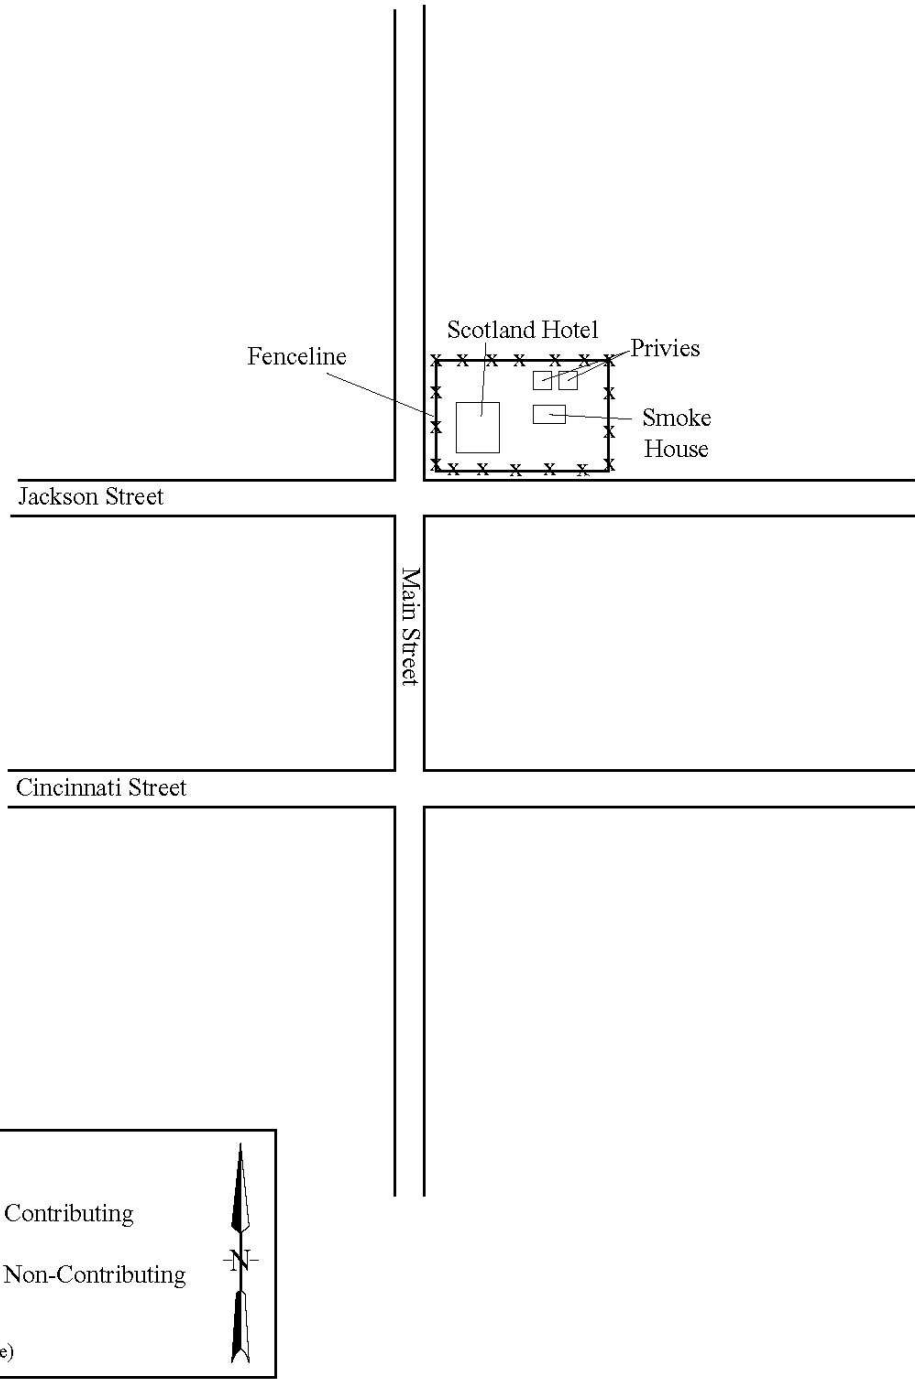 Scotland Hotel
Fenceline
Privies
Smoke
House
Jackson Street
Main Street
Cincinnati Street
Contributing
N
Non-Contributing
e)